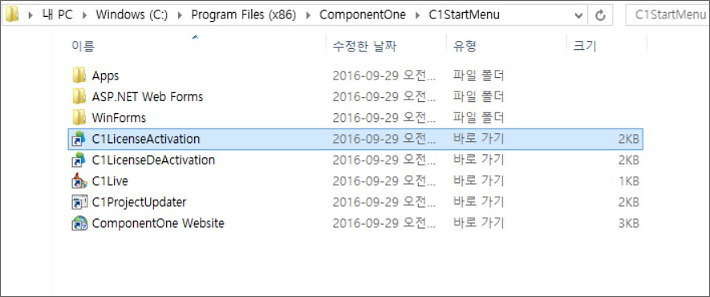 내 PC Windows (C:) Program Files (x86) ComponentOne C1StartMenu C1StartMenu
이름 수정한 날짜 유형 크기
Apps 2016-09-29 오전... 파일 폴더
ASP.NET Web Forms 2016-09-29 오전... 파일 폴더
WinForms 2016-09-29 오전... 파일 폴더
C1LicenseActivation 2016-09-29 오전... 바로 가기 2KB
C1LicenseDeActivation 2016-09-29 오전... 바로 가기 2KB
C1Live 2016-09-29 오전... 바로 가기 1KB
C1ProjectUpdater 2016-09-29 오전... 바로 가기 2KB
ComponentOne Website 2016-09-29 오전... 바로 가기 3KB